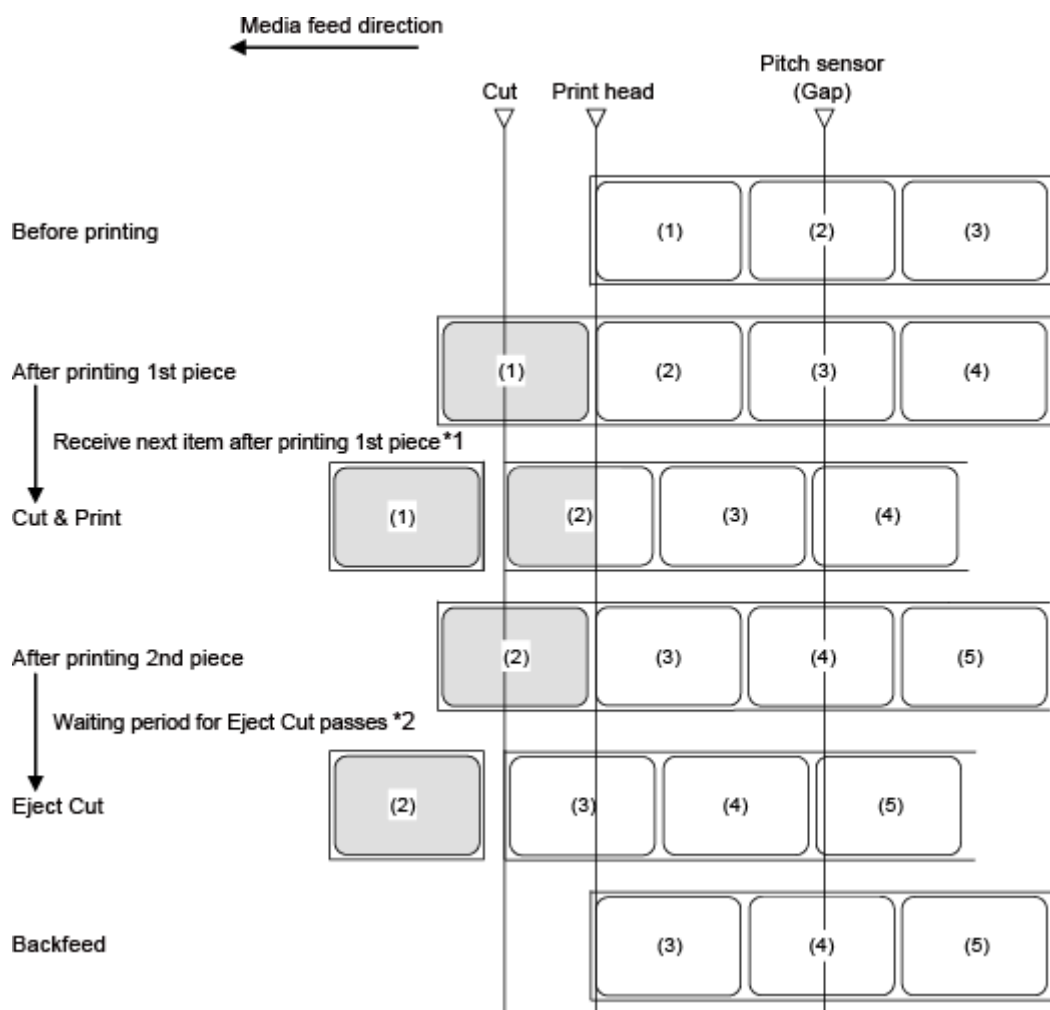 Media feed direction
Cut
Print head
Pitch sensor
(Gap)
Before printing
(1)
(2)
(3)
After printing 1st piece
(1)
(2)
(3)
(4)
Receive next item after printing 1st piece*1
Cut & Print
(1)
(2)
(3)
(4)
After printing 2nd piece
(2)
(3)
(4)
(5)
Waiting period for Eject Cut passes *2
Eject Cut
(2)
(3)
(4)
(5)
Backfeed
(3)
(4)
(5)